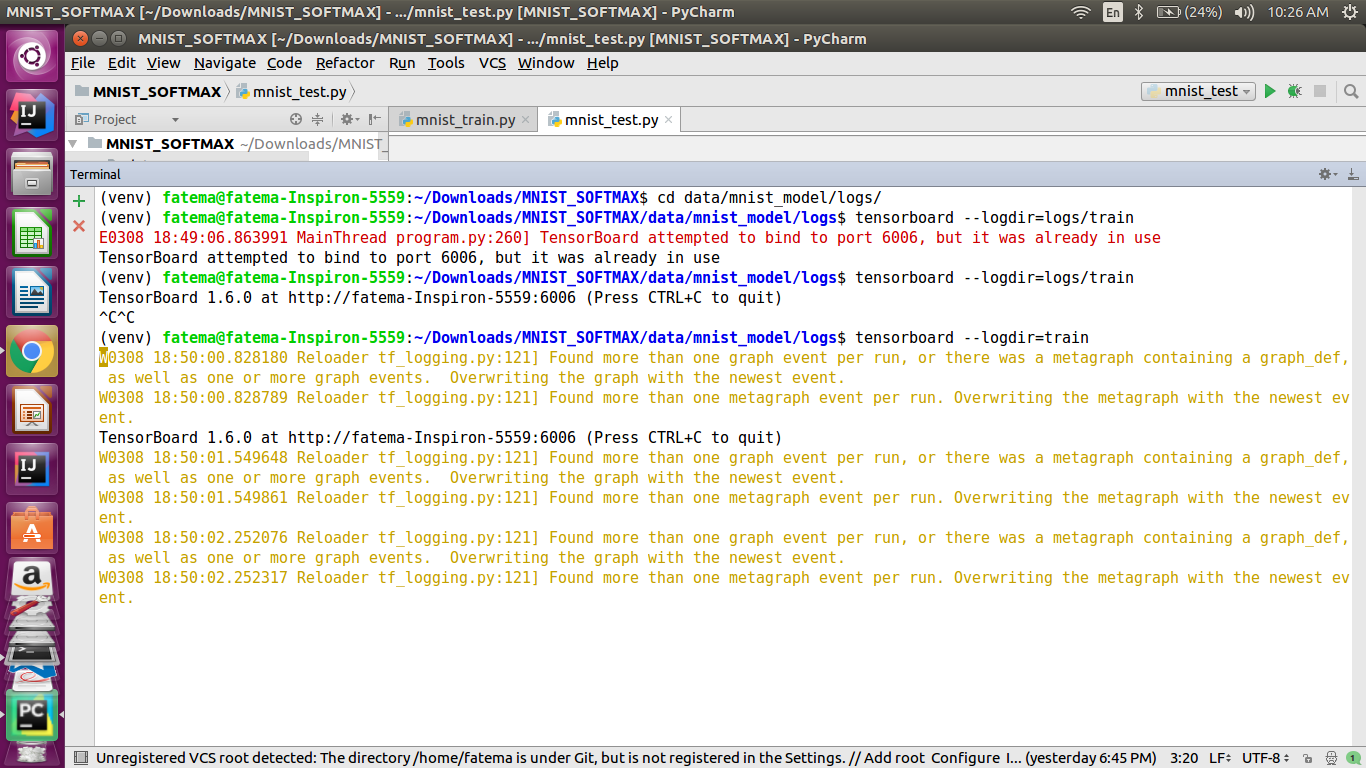 MNIST_SOFTMAX [~/Downloads/MNIST_SOFTMAX] - .../mnist_test.py [MNIST_SOFTMAX] - PyCharm
En (24%) 10:26 AM
MNIST_SOFTMAX [~/Downloads/MNIST_SOFTMAX] - .../mnist_test.py [MNIST_SOFTMAX] - PyCharm
File Edit View Navigate Code Refactor Run Tools VCS Window Help
MNIST_SOFTMAX mnist_test.py mnist_test
Project mnist_train.py mnist_test.py
MNIST_SOFTMAX ~/Downloads/MNIST_
Terminal
(venv) fatema@fatema-Inspiron-5559:~/Downloads/MNIST_SOFTMAX$ cd data/mnist_model/logs/
(venv) fatema@fatema-Inspiron-5559:~/Downloads/MNIST_SOFTMAX/data/mnist_model/logs$ tensorboard --logdir=logs/train
E0308 18:49:06.863991 MainThread program.py:260] TensorBoard attempted to bind to port 6006, but it was already in use
TensorBoard attempted to bind to port 6006, but it was already in use
(venv) fatema@fatema-Inspiron-5559:~/Downloads/MNIST_SOFTMAX/data/mnist_model/logs$ tensorboard --logdir=logs/train
TensorBoard 1.6.0 at http://fatema-Inspiron-5559:6006 (Press CTRL+C to quit)
^C^C
(venv) fatema@fatema-Inspiron-5559:~/Downloads/MNIST_SOFTMAX/data/mnist_model/logs$ tensorboard --logdir=train
W0308 18:50:00.828180 Reloader tf_logging.py:121] Found more than one graph event per run, or there was a metagraph containing a graph_def,
as well as one or more graph events.  Overwriting the graph with the newest event.
W0308 18:50:00.828789 Reloader tf_logging.py:121] Found more than one metagraph event per run. Overwriting the metagraph with the newest ev
ent.
TensorBoard 1.6.0 at http://fatema-Inspiron-5559:6006 (Press CTRL+C to quit)
W0308 18:50:01.549648 Reloader tf_logging.py:121] Found more than one graph event per run, or there was a metagraph containing a graph_def,
as well as one or more graph events.  Overwriting the graph with the newest event.
W0308 18:50:01.549861 Reloader tf_logging.py:121] Found more than one metagraph event per run. Overwriting the metagraph with the newest ev
ent.
W0308 18:50:02.252076 Reloader tf_logging.py:121] Found more than one graph event per run, or there was a metagraph containing a graph_def,
as well as one or more graph events.  Overwriting the graph with the newest event.
W0308 18:50:02.252317 Reloader tf_logging.py:121] Found more than one metagraph event per run. Overwriting the metagraph with the newest ev
ent.
IJ
IJ
a
PC
Unregistered VCS root detected: The directory /home/fatema is under Git, but is not registered in the Settings. // Add root Configure I... (yesterday 6:45 PM) 3:20 LF UTF-8 1